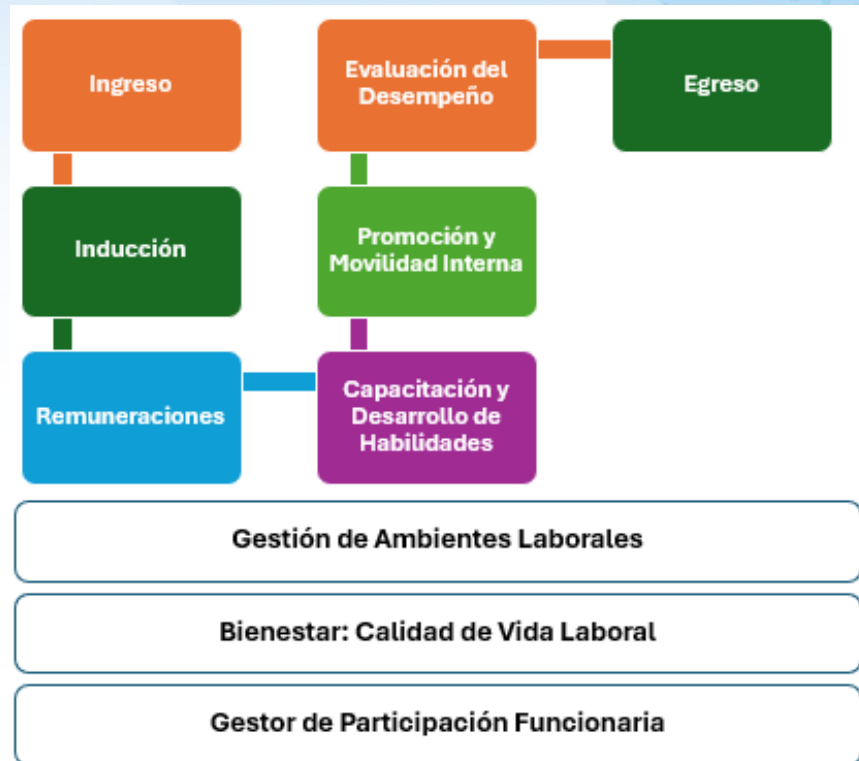 Ingreso
Inducción
Remuneraciones
Capacitación y
Desarrollo de
Habilidades
Promoción y
Movilidad Interna
Evaluación del
Desempeño
Egreso
Gestión de Ambientes Laborales
Bienestar: Calidad de Vida Laboral
Gestor de Participación Funcionaria